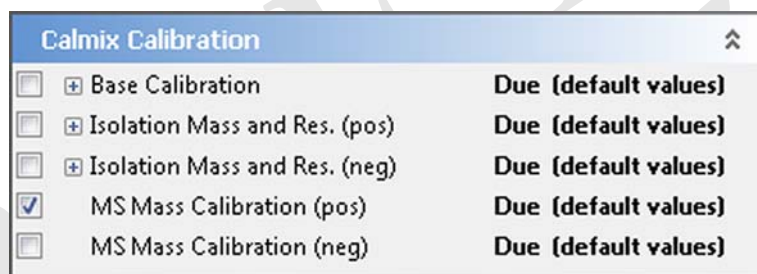 Calmix Calibration
Base Calibration Due (default values)
Isolation Mass and Res. (pos) Due (default values)
Isolation Mass and Res. (neg) Due (default values)
MS Mass Calibration (pos) Due (default values)
MS Mass Calibration (neg) Due (default values)